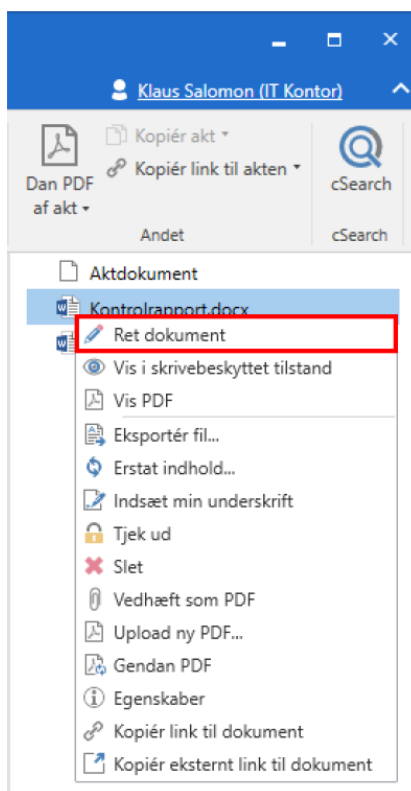 Klaus Salomon (IT Kontor)
Dan PDF
af akt
Kopiér akt
Kopiér link til akten
cSearch
Andet
cSearch
Aktdokument
Kontrolrapport.docx
Ret dokument
Vis i skrivebeskyttet tilstand
Vis PDF
Eksportér fil...
Erstat indhold...
Indsæt min underskrift
Tjek ud
Slet
Vedhæft som PDF
Upload ny PDF...
Gendan PDF
Egenskaber
Kopiér link til dokument
Kopiér eksternt link til dokument